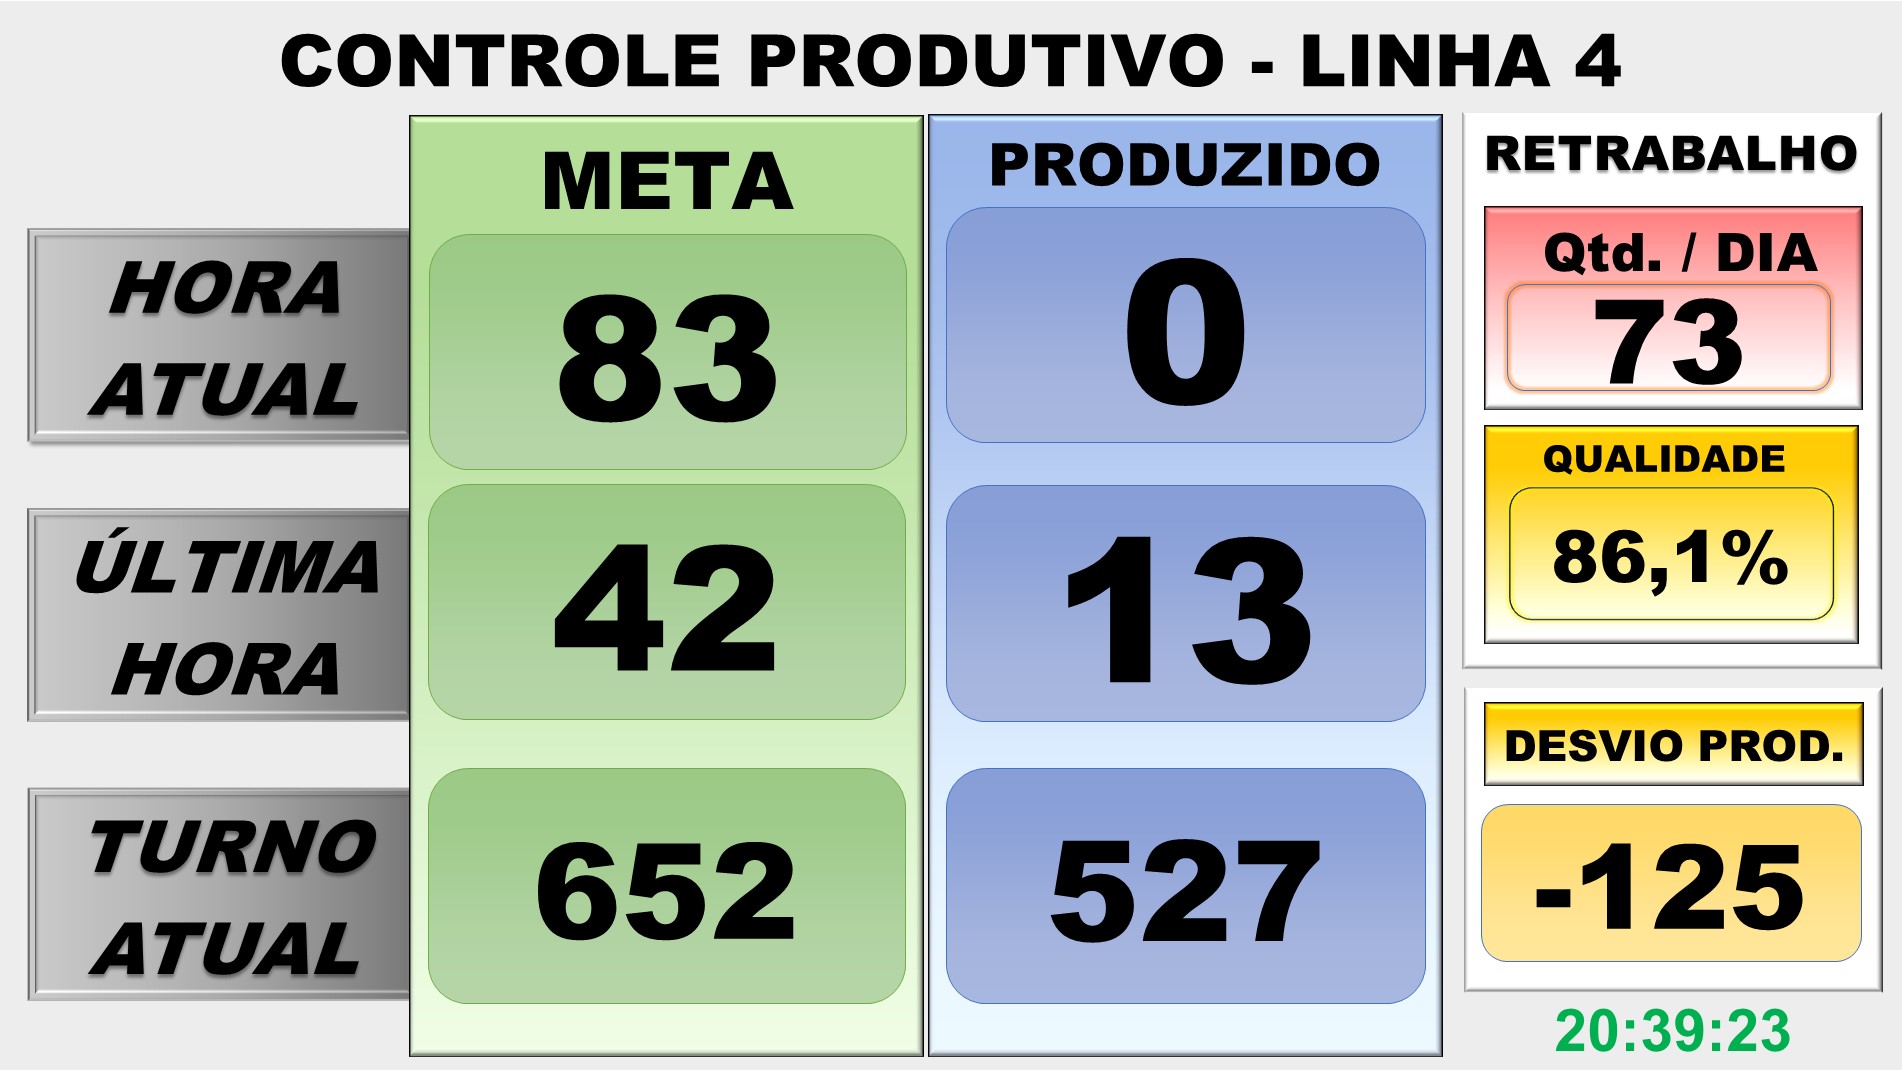 CONTROLE PRODUTIVO - LINHA 4
META
PRODUZIDO
HORA
ATUAL
83
0
ÚLTIMA
HORA
42
13
TURNO
ATUAL
652
527
RETRABALHO
Qtd. / DIA
73
QUALIDADE
86,1%
DESVIO PROD.
-125
20:39:23